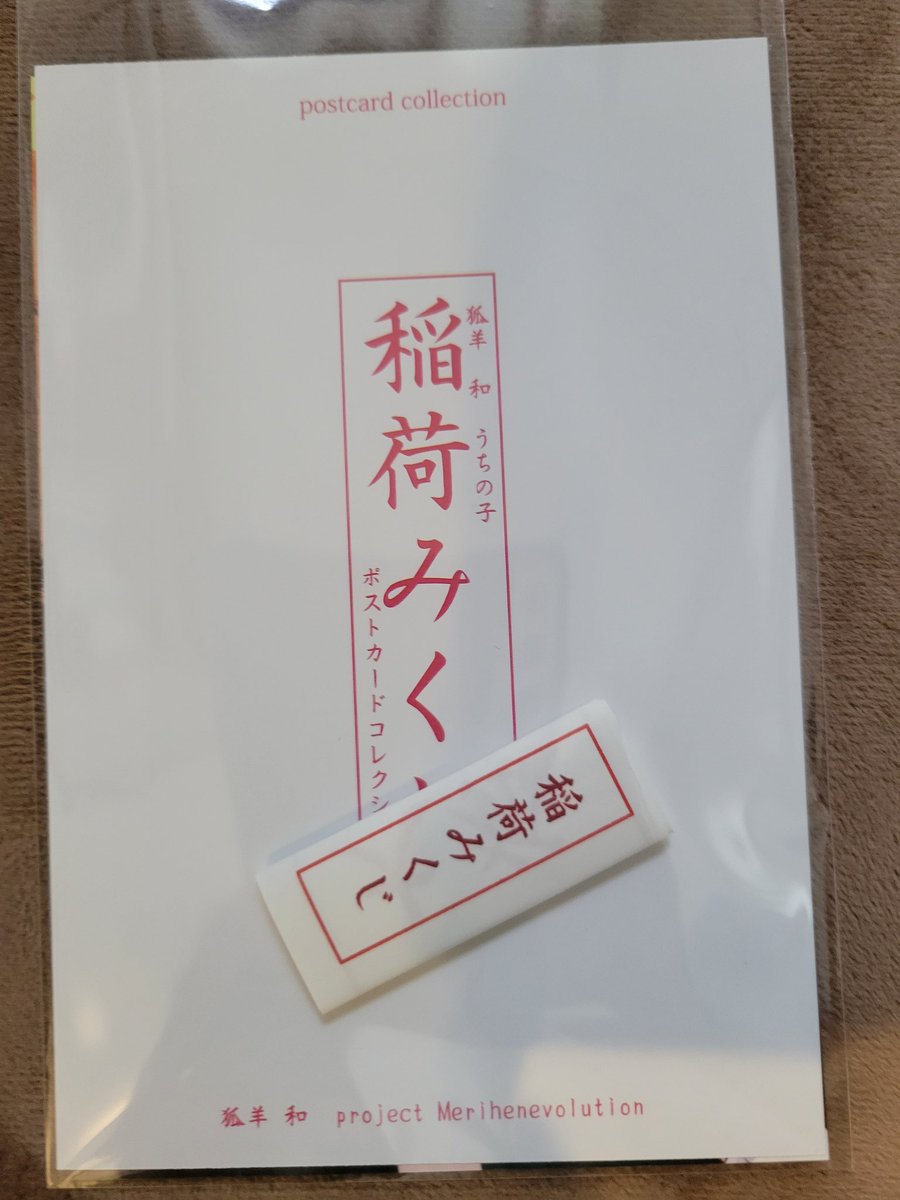 postcard collection
狐羊 和 うちの子
稲荷みく
ポストカードコレクシ
稲荷みくじ
狐羊 和 project Merihenevolution